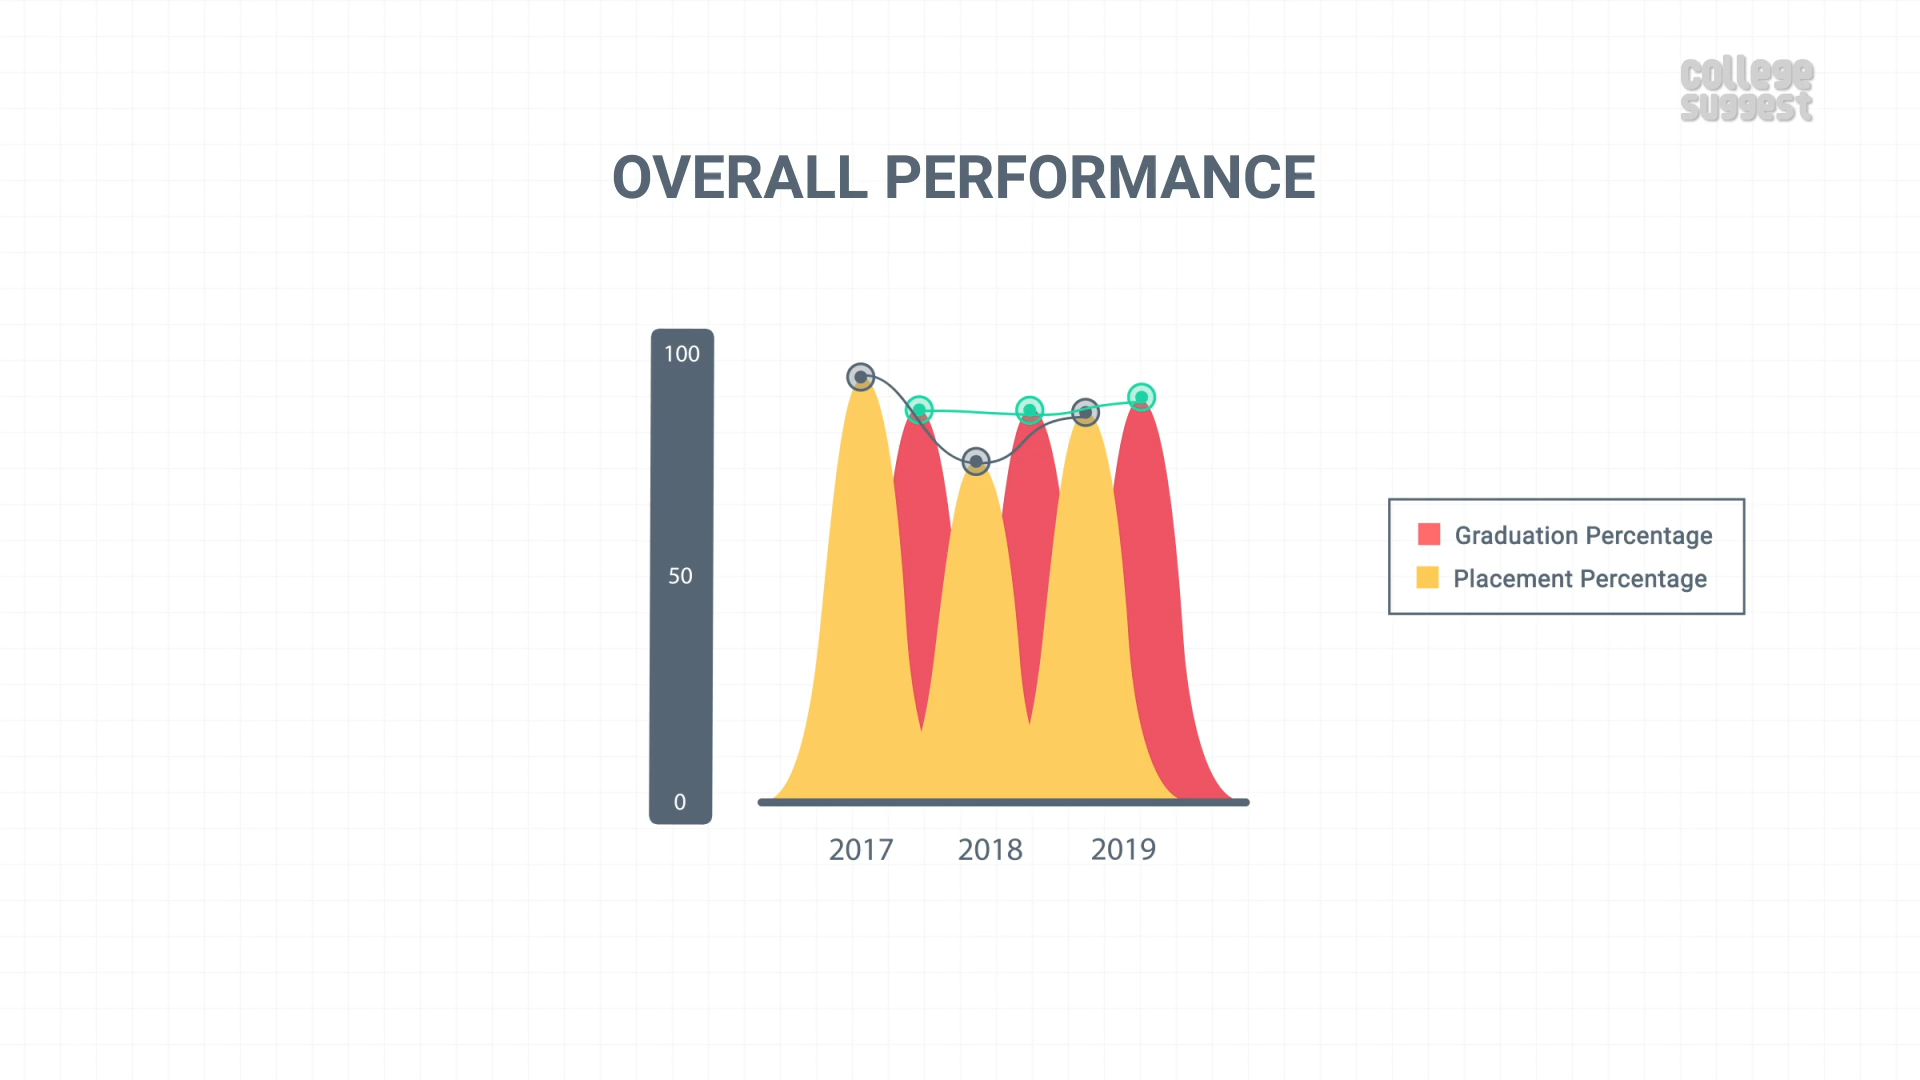 college
suggest
OVERALL PERFORMANCE
100
50
0
2017 2018 2019
Graduation Percentage
Placement Percentage